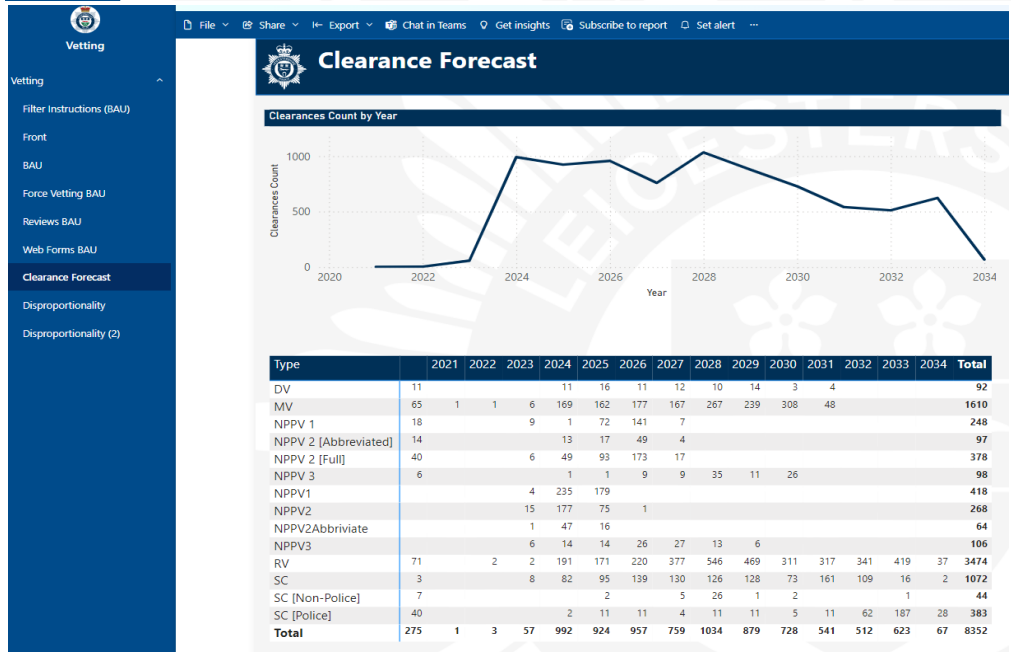 Vetting
File Share Export Chat in Teams Get insights Subscribe to report Set alert ...
Vetting
Filter Instructions (BAU)
Front
BAU
Force Vetting BAU
Reviews BAU
Web Forms BAU
Clearance Forecast
Disproportionality
Disproportionality (2)
Clearance Forecast
LEICESTERS
Clearances Count by Year
Clearances Count
1000
500
0
2020 2022 2024 2026 2028 2030 2032 2034
Year
Type 2021 2022 2023 2024 2025 2026 2027 2028 2029 2030 2031 2032 2033 2034 Total
DV 11 11 16 11 12 10 14 3 4 92
MV 65 1 1 6 169 162 177 167 267 239 308 48 1610
NPPV 1 18 9 1 72 141 7 248
NPPV 2 [Abbreviated] 14 13 17 49 4 97
NPPV 2 [Full] 40 6 49 93 173 17 378
NPPV 3 6 1 1 9 9 35 11 26 98
NPPV1 4 235 179 418
NPPV2 15 177 75 1 268
NPPV2Abbriviate 1 47 16 64
NPPV3 6 14 14 26 27 13 6 106
RV 71 2 2 191 171 220 377 546 469 311 317 341 419 37 3474
SC 3 8 82 95 139 130 126 128 73 161 109 16 2 1072
SC [Non-Police] 7 2 5 26 1 2 1 44
SC [Police] 40 2 11 11 4 11 11 5 11 62 187 28 383
Total 275 1 3 57 992 924 957 759 1034 879 728 541 512 623 67 8352